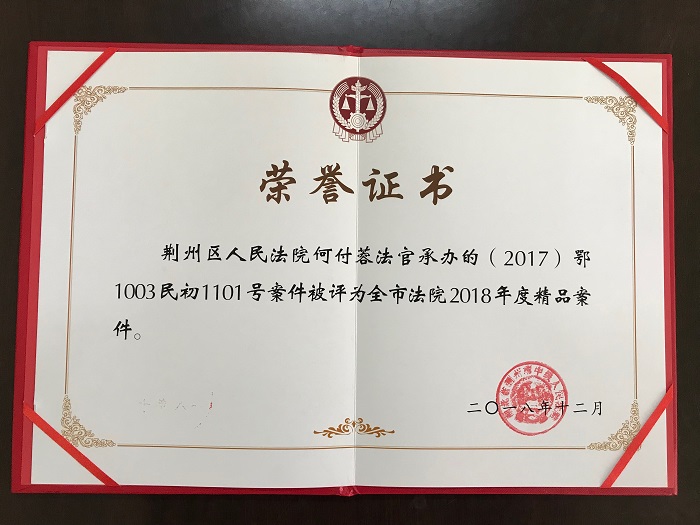 荣誉证书
荆州区人民法院何付蓉法官承办的（2017）鄂
1003民初1101号案件被评为全市法院2018年度精品案
件。
二〇一八年十二月